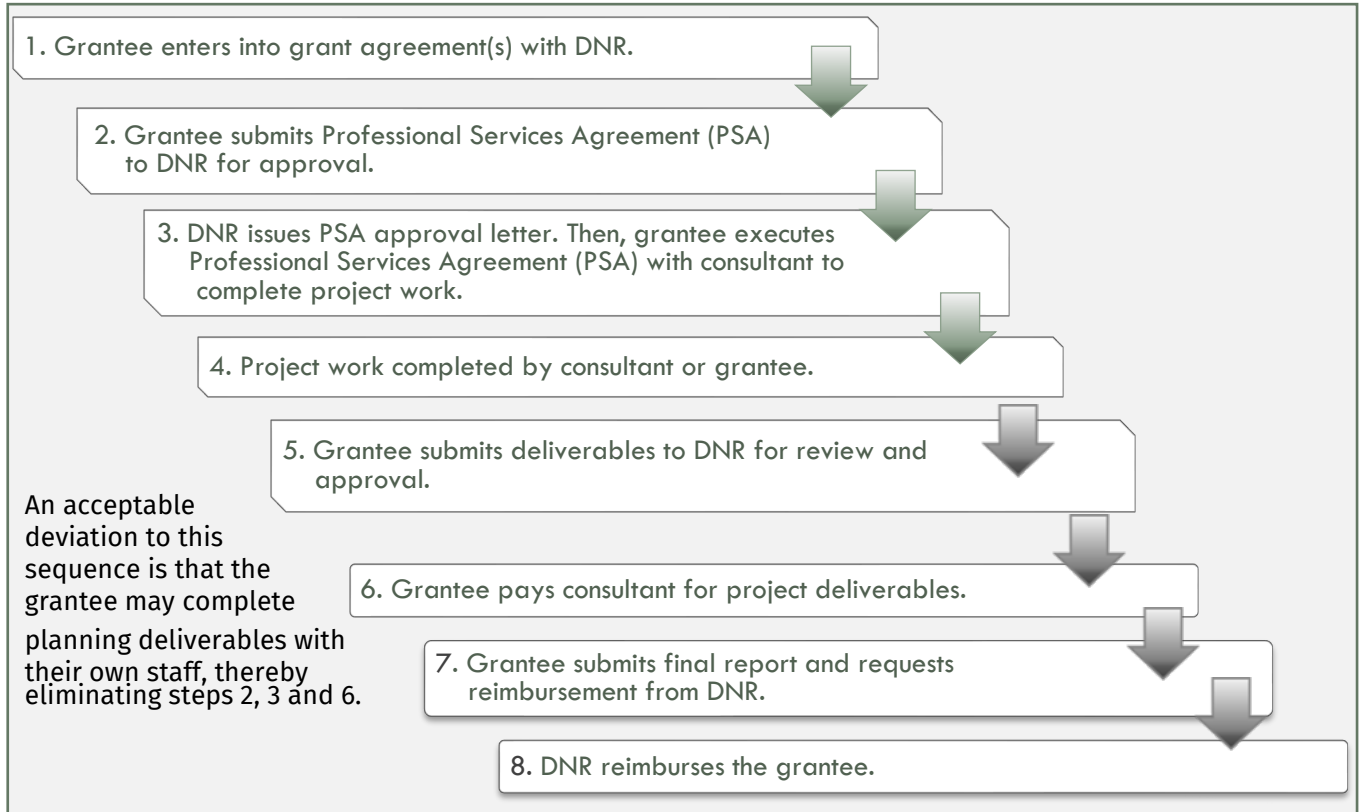 1. Grantee enters into grant agreement(s) with DNR.
2. Grantee submits Professional Services Agreement (PSA)
to DNR for approval.
3. DNR issues PSA approval letter. Then, grantee executes
Professional Services Agreement (PSA) with consultant to
complete project work.
4. Project work completed by consultant or grantee.
5. Grantee submits deliverables to DNR for review and
approval.
An acceptable
deviation to this
sequence is that the
grantee may complete
planning deliverables with
their own staff, thereby
eliminating steps 2, 3 and 6.
6. Grantee pays consultant for project deliverables.
7. Grantee submits final report and requests
reimbursement from DNR.
8. DNR reimburses the grantee.